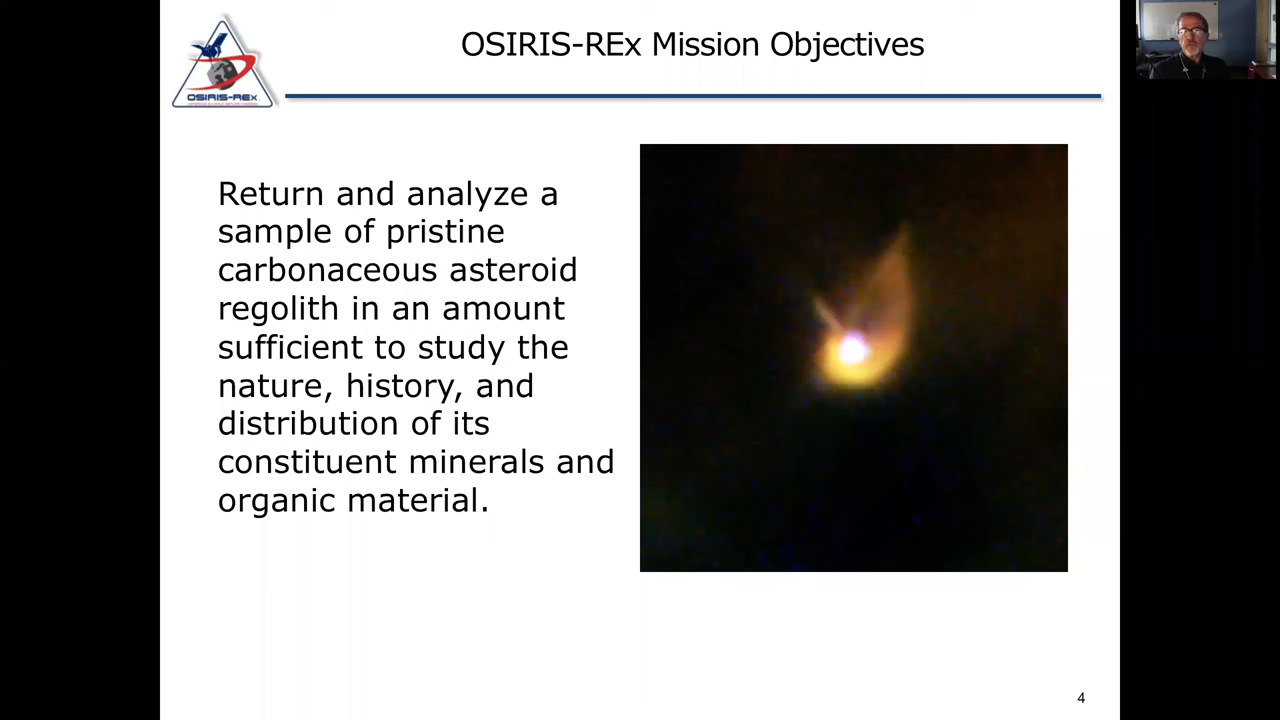 OSIRIS-REx Mission Objectives
OSIRIS-REx
Return and analyze a
sample of pristine
carbonaceous asteroid
regolith in an amount
sufficient to study the
nature, history, and
distribution of its
constituent minerals and
organic material.
4